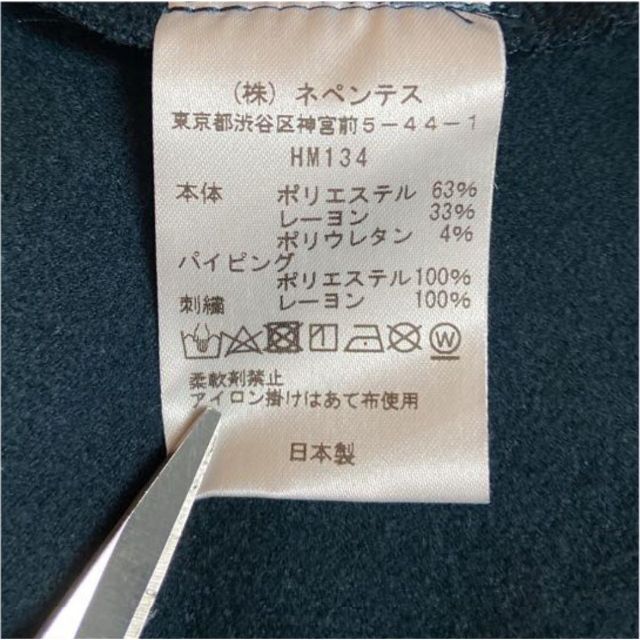 （株）ネペンテス
東京都渋谷区神宮前5－44－1
HM134
本体 ポリエステル 63%
レーヨン 33%
ポリウレタン 4%
パイピング
ポリエステル 100%
刺繍 レーヨン 100%
W
柔軟剤禁止
アイロン掛けはあて布使用
日本製